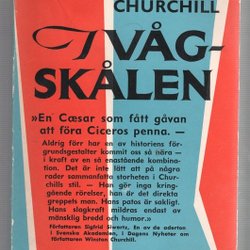 CHURCHILL
I VÅG-
SKÅLEN
»En Cæsar som fått gåvan
att föra Ciceros penna. —
Aldrig förr har en av historiens för-
grundsgestalter kommit oss så nära —
i kraft av en så enastående kombina-
tion. Det är inte lätt att på några
rader sammanfatta storheten i Chur-
chills stil. — Han gör inga kring-
gående rörelser, han är det direkta
greppets man. Hans patos är sakligt.
Hans slagkraft mildras endast av
mänsklig bredd och humor.»
Författaren Sigfrid Siwertz, En av de aderton
i Svenska Akademien, i Dagens Nyheter om
författaren Winston Churchill.